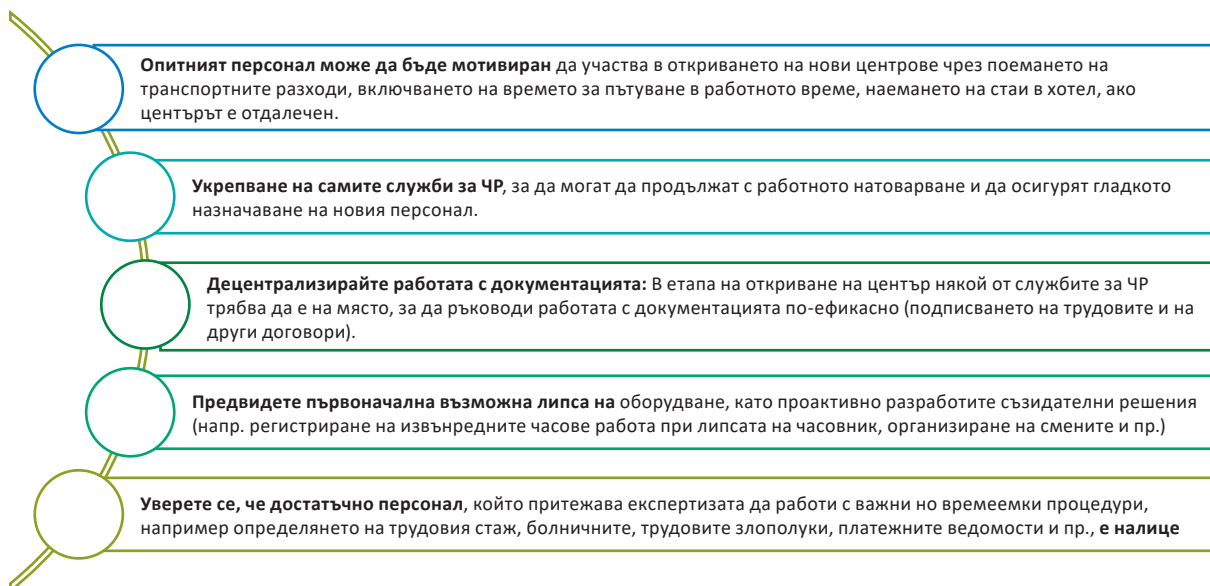 Опитният персонал може да бъде мотивиран да участва в откриването на нови центрове чрез поемането на
транспортните разходи, включването на времето за пътуване в работното време, наемането на стаи в хотел, ако
центърът е отдалечен.
Укрепване на самите служби за ЧР, за да могат да продължат с работното натоварване и да осигурят гладкото
назначаване на новия персонал.
Децентрализирайте работата с документацията: В етапа на откриване на център някой от службите за ЧР
трябва да е на място, за да ръководи работата с документацията по-ефикасно (подписването на трудовите и на
други договори).
Предвидете първоначална възможна липса на оборудване, като проактивно разработите съзидателни решения
(напр. регистриране на извънредните часове работа при липсата на часовник, организиране на смените и пр.)
Уверете се, че достатъчно персонал, който притежава експертизата да работи с важни но времеемки процедури,
например определянето на трудовия стаж, болничните, трудовите злополуки, платежните ведомости и пр., е налице